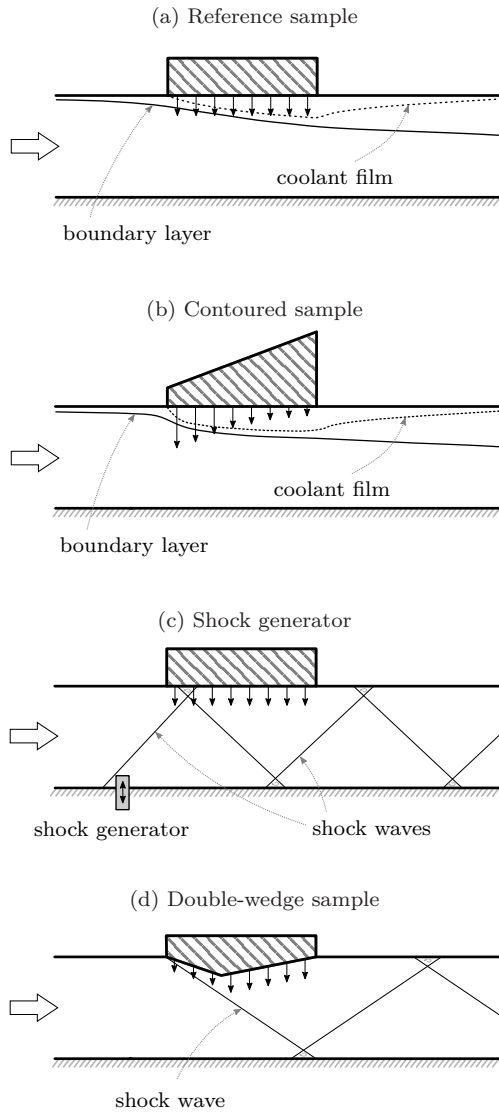 (a) Reference sample
coolant film
boundary layer
(b) Contoured sample
coolant film
boundary layer
(c) Shock generator
shock generator
shock waves
(d) Double-wedge sample
shock wave